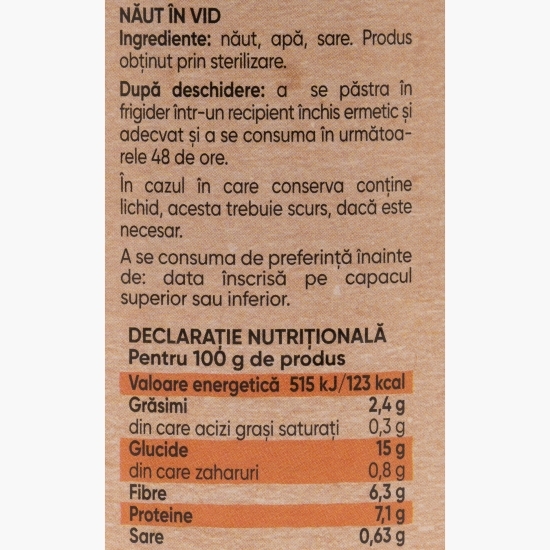 NĂUT ÎN VID
Ingrediente: năut, apă, sare. Produs
obținut prin sterilizare.
După deschidere: a se păstra în
frigider într-un recipient închis ermetic și
adecvat și a se consuma în următoa-
rele 48 de ore.
În cazul în care conserva conține
lichid, acesta trebuie scurs, dacă este
necesar.
A se consuma de preferință înainte
de: data înscrisă pe capacul
superior sau inferior.
DECLARAȚIE NUTRIȚIONALĂ
Pentru 100 g de produs
Valoare energetică 515 kJ/123 kcal
Grăsimi 2,4 g
din care acizi grași saturați 0,3 g
Glucide 15 g
din care zaharuri 0,8 g
Fibre 6,3 g
Proteine 7,1 g
Sare 0,63 g